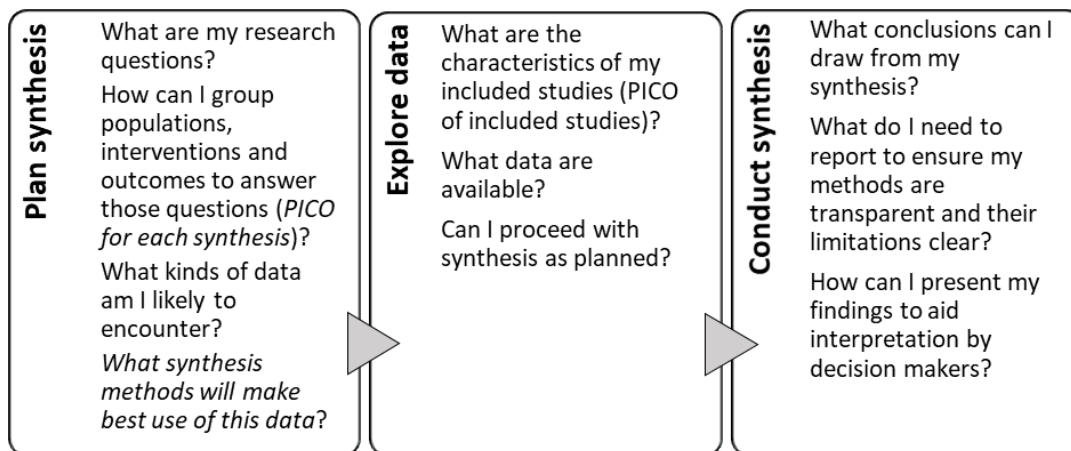 Plan synthesis
What are my research
questions?
How can I group
populations,
interventions and
outcomes to answer
those questions (PICO
for each synthesis)?
What kinds of data
am I likely to
encounter?
What synthesis
methods will make
best use of this data?
Explore data
What are the
characteristics of my
included studies (PICO
of included studies)?
What data are
available?
Can I proceed with
synthesis as planned?
Conduct synthesis
What conclusions can I
draw from my
synthesis?
What do I need to
report to ensure my
methods are
transparent and their
limitations clear?
How can I present my
findings to aid
interpretation by
decision makers?